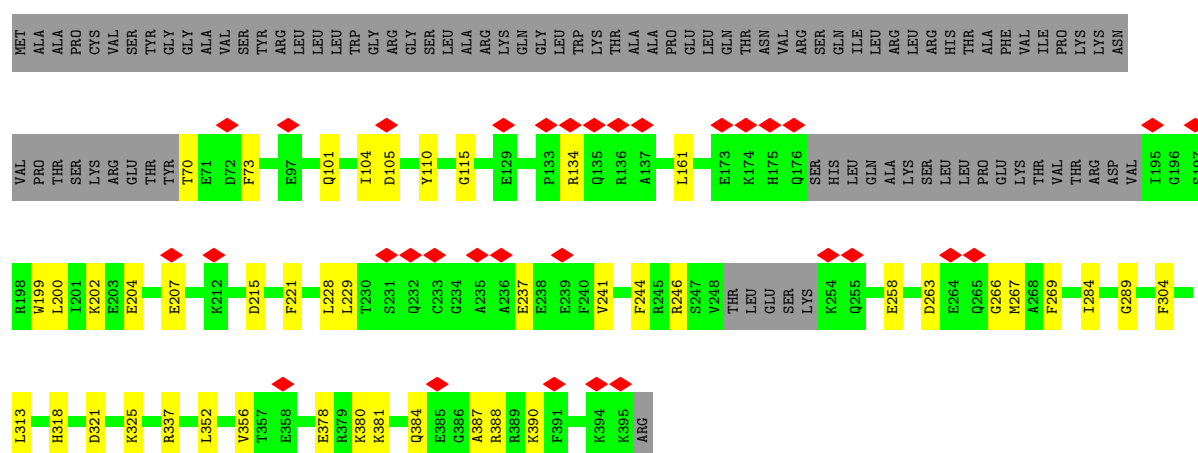 MET ALA ALA PRO CYS VAL SER TYR GLY GLY ALA VAL SER TYR ARG LEU LEU LEU TRP GLY ARG GLY SER LEU ALA ARG LYS GLN GLY LEU TRP LYS THR ALA ALA PRO GLU LEU GLN THR ASN VAL ARG SER GLN ILE LEU ARG LEU ARG HIS THR ALA PHE VAL ILE PRO LYS LYS ASN
VAL PRO THR SER LYS ARG GLU THR TYR T70 E71 D72 F73 E97 Q101 I104 D105 Y110 G115 E129 P133 R134 Q135 R136 A137 L161 E173 K174 H175 Q176 SER HIS LEU GLN ALA LYS SER LEU LEU PRO GLU LYS THR VAL THR ARG ASP VAL I195 G196 S197
R198 W199 L200 I201 K202 E203 E204 E207 K212 D215 F221 L228 L229 T230 S231 Q232 C233 G234 A235 A236 E237 E238 E239 F240 V241 F244 R245 R246 S247 V248 THR LEU GLU SER LYS K254 Q255 E258 D263 E264 Q265 G266 M267 A268 F269 I284 G289 F304
L313 H318 D321 K325 R337 L352 V356 T357 E358 E378 R379 K380 K381 Q384 E385 G386 A387 R388 R389 K390 F391 K394 K395 ARG